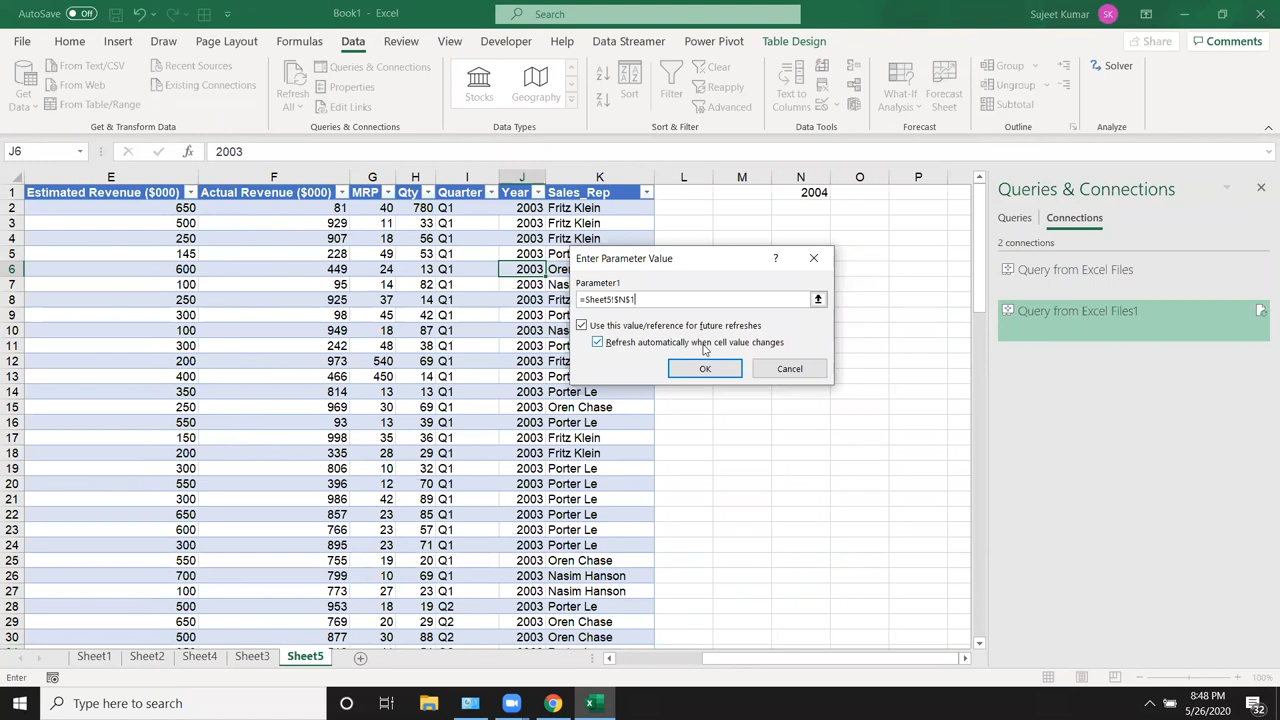 AutoSave Off Book1 - Excel Search Sujeet Kumar SK
File Home Insert Draw Page Layout Formulas Data Review View Developer Help Data Streamer Power Pivot Table Design Share Comments
Get Data From Text/CSV Recent Sources Refresh All Queries & Connections Stocks Geography Sort Filter Clear Text to Columns What-If Analysis Forecast Sheet Group Solver
From Web Existing Connections Properties Reapply Ungroup
From Table/Range Edit Links Advanced Subtotal
Get & Transform Data Queries & Connections Data Types Sort & Filter Data Tools Forecast Outline Analyze
J6 fx 2003
E F G H I J K L M N O P
1 Estimated Revenue ($000) Actual Revenue ($000) MRP Qty Quarter Year Sales_Rep 2004
2 650 81 40 780 Q1 2003 Fritz Klein
3 500 929 11 33 Q1 2003 Fritz Klein
4 250 907 18 56 Q1 2003 Fritz Klein
5 145 228 49 53 Q1 2003 Port
6 600 449 24 13 Q1 2003 Oren
7 100 95 14 82 Q1 2003 Nas
8 250 925 37 14 Q1 2003 Fritz
9 300 98 45 42 Q1 2003 Port
10 100 949 18 87 Q1 2003 Nas
11 300 242 48 38 Q1 2003 Port
12 200 973 540 69 Q1 2003 Fritz
13 400 466 450 14 Q1 2003 Port
14 350 814 13 13 Q1 2003 Porter Le
15 250 969 30 69 Q1 2003 Oren Chase
16 550 93 13 39 Q1 2003 Porter Le
17 150 998 35 36 Q1 2003 Fritz Klein
18 200 335 28 29 Q1 2003 Fritz Klein
19 300 806 10 32 Q1 2003 Porter Le
20 550 396 12 70 Q1 2003 Porter Le
21 300 986 42 89 Q1 2003 Porter Le
22 650 857 23 85 Q1 2003 Porter Le
23 600 766 23 57 Q1 2003 Porter Le
24 300 895 23 71 Q1 2003 Porter Le
25 550 755 19 20 Q1 2003 Oren Chase
26 700 799 10 69 Q1 2003 Nasim Hanson
27 100 773 27 23 Q1 2003 Nasim Hanson
28 500 953 18 19 Q2 2003 Porter Le
29 650 769 20 29 Q2 2003 Oren Chase
30 500 877 30 88 Q2 2003 Oren Chase
Enter Parameter Value ?
Parameter1
=Sheet5!$N$1
Use this value/reference for future refreshes
Refresh automatically when cell value changes
OK Cancel
Queries & Connections
Queries Connections
2 connections
Query from Excel Files
Query from Excel Files1
Sheet1 Sheet2 Sheet4 Sheet3 Sheet5
Enter 100%
Type here to search 8:48 PM
5/26/2020 32